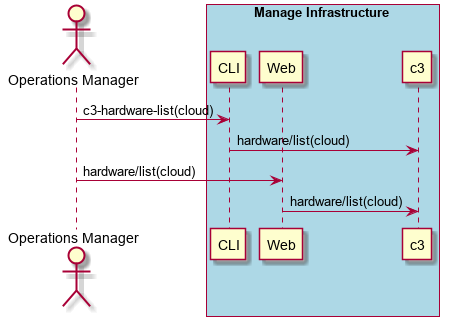 Manage Infrastructure
Operations Manager
CLI
Web
c3
c3-hardware-list(cloud)
hardware/list(cloud)
hardware/list(cloud)
hardware/list(cloud)
Operations Manager
CLI
Web
c3